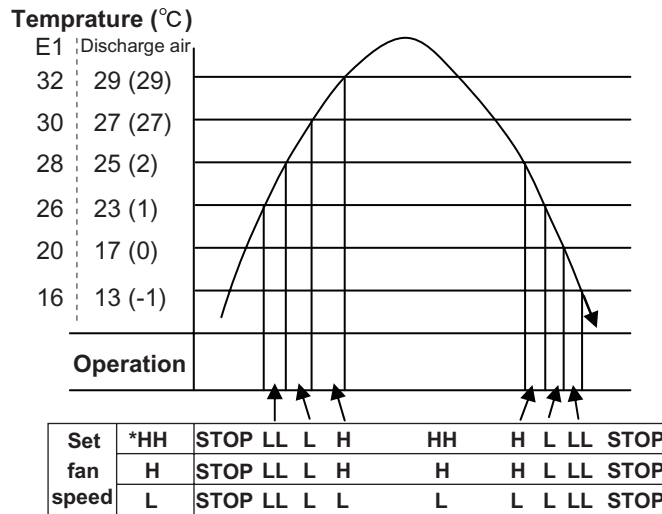 Temprature (°C)
E1 Discharge air
32 29 (29)
30 27 (27)
28 25 (2)
26 23 (1)
20 17 (0)
16 13 (-1)
Operation
Set fan speed
*HH STOP LL L H HH H L LL STOP
H STOP LL L H H H L LL STOP
L STOP LL L L L L L LL STOP